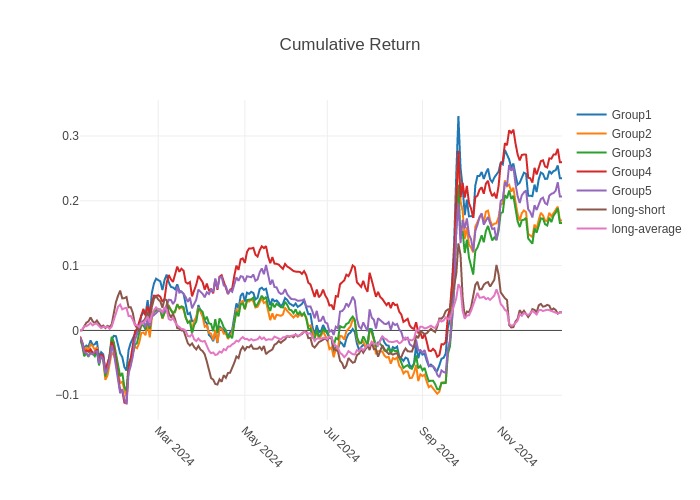 Cumulative Return
0.3
0.2
0.1
0
−0.1
Mar 2024
May 2024
Jul 2024
Sep 2024
Nov 2024
Group1
Group2
Group3
Group4
Group5
long-short
long-average